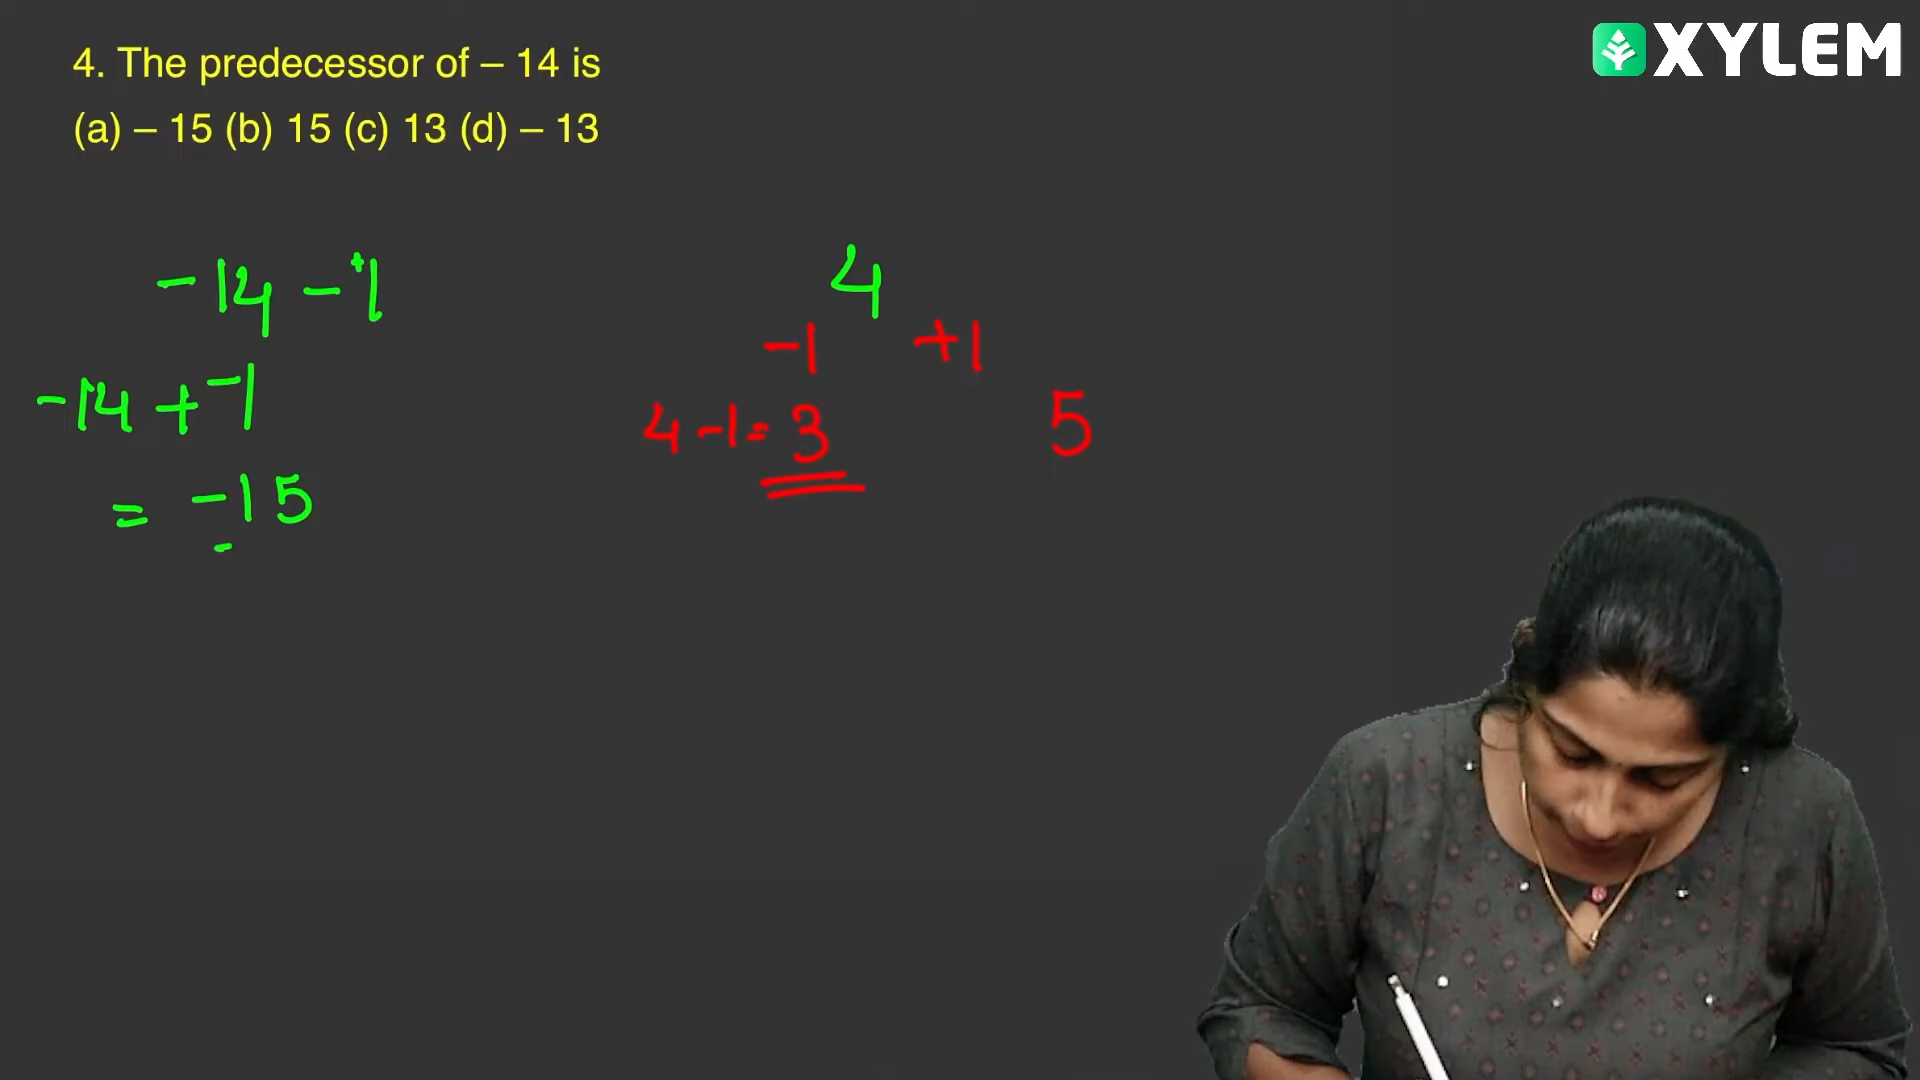 XYLEM
4. The predecessor of – 14 is
(a) – 15 (b) 15 (c) 13 (d) – 13
-14 - +1
-14 + -1
= -15
4
-1 +1
4 -1 = 3 5